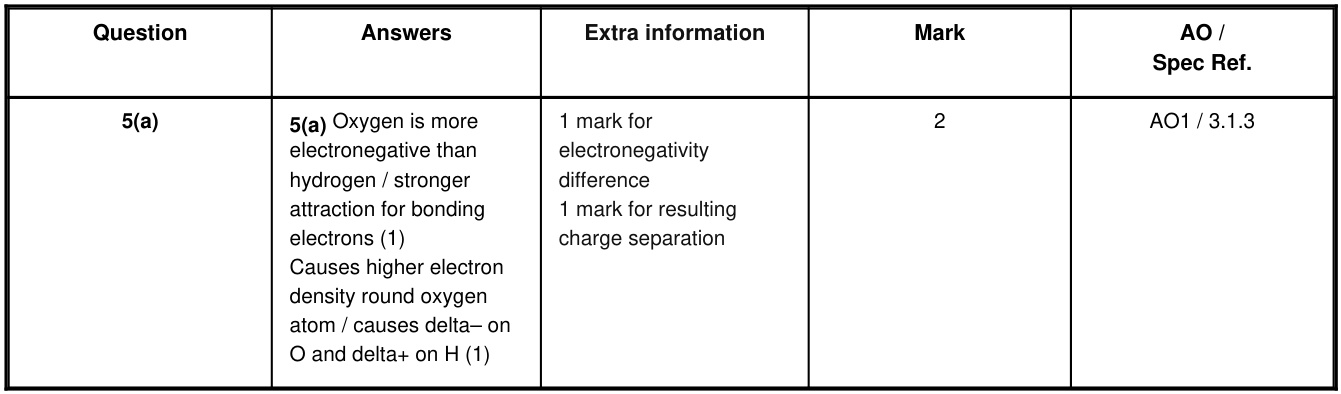 Question
Answers
Extra information
Mark
AO /
Spec Ref.
5(a)
5(a) Oxygen is more
electronegative than
hydrogen / stronger
attraction for bonding
electrons (1)
Causes higher electron
density round oxygen
atom / causes delta– on
O and delta+ on H (1)
1 mark for
electronegativity
difference
1 mark for resulting
charge separation
2
AO1 / 3.1.3